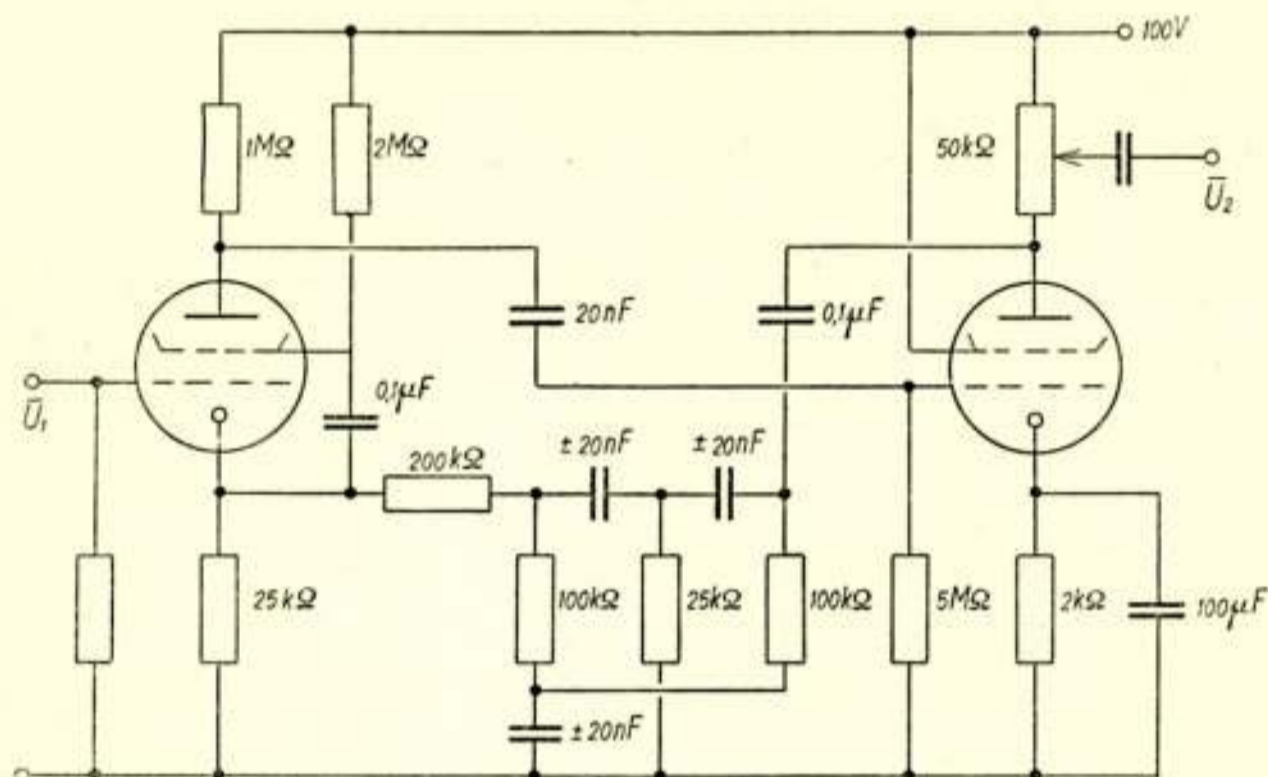 100V
1MΩ
2MΩ
50kΩ
Ū₂
20nF
0,1μF
Ū₁
0,1μF
± 20nF
± 20nF
200kΩ
25kΩ
100kΩ
25kΩ
100kΩ
5MΩ
2kΩ
100μF
± 20nF